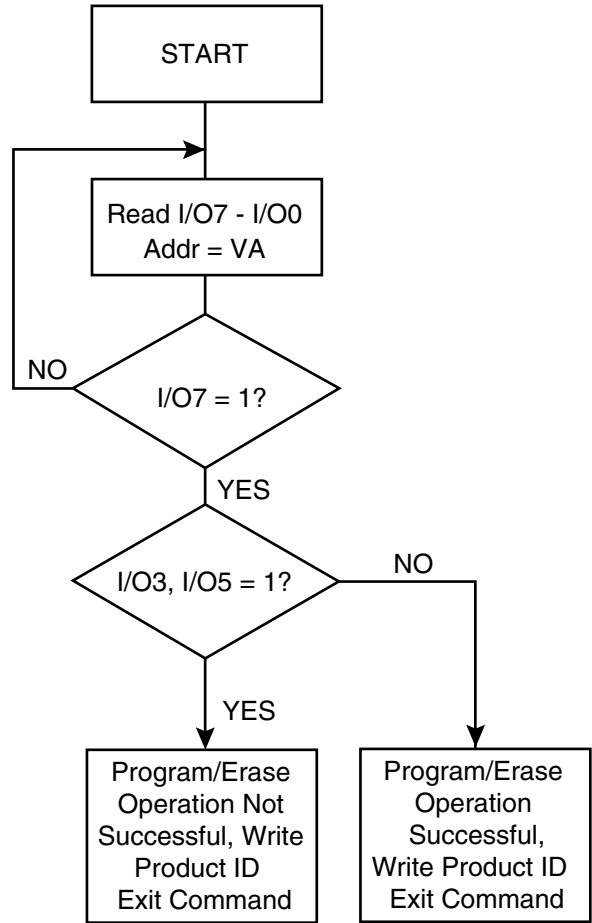 START
Read I/O7 - I/O0
Addr = VA
NO
I/O7 = 1?
YES
I/O3, I/O5 = 1?
NO
YES
Program/Erase
Operation Not
Successful, Write
Product ID
Exit Command
Program/Erase
Operation
Successful,
Write Product ID
Exit Command